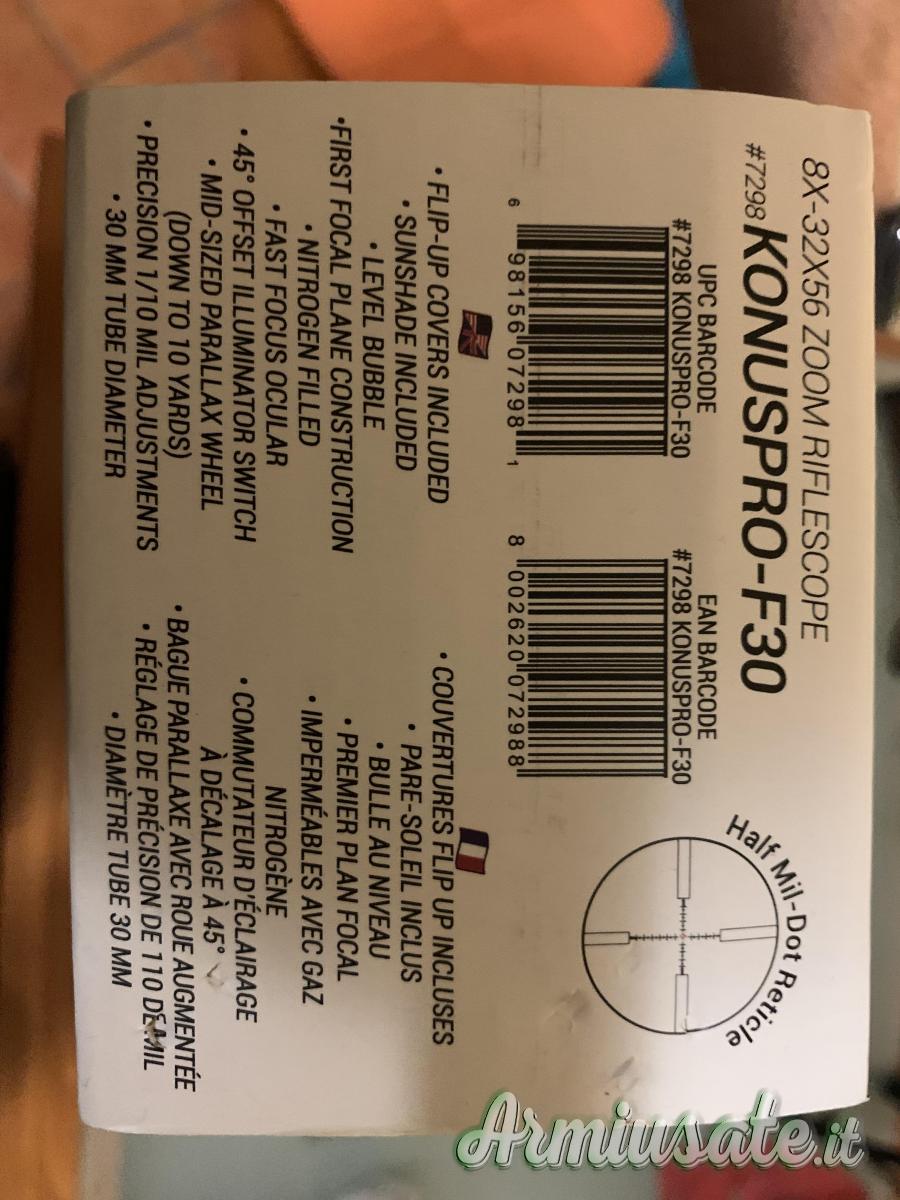 8X-32X56 ZOOM RIFLESCOPE
#7298 KONUSPRO-F30
UPC BARCODE
#7298 KONUSPRO-F30
6 98156 07298 1
EAN BARCODE
#7298 KONUSPRO-F30
8 002620 072988
Half Mil-Dot Reticle
• FLIP-UP COVERS INCLUDED
• SUNSHADE INCLUDED
• LEVEL BUBBLE
•FIRST FOCAL PLANE CONSTRUCTION
• NITROGEN FILLED
• FAST FOCUS OCULAR
• 45° OFFSET ILLUMINATOR SWITCH
• MID-SIZED PARALLAX WHEEL
(DOWN TO 10 YARDS)
• PRECISION 1/10 MIL ADJUSTMENTS
• 30 MM TUBE DIAMETER
• COUVERTURES FLIP UP INCLUSES
• PARE-SOLEIL INCLUS
• BULLE AU NIVEAU
• PREMIER PLAN FOCAL
• IMPERMÉABLES AVEC GAZ
NITROGÈNE
• COMMUTATEUR D'ÉCLAIRAGE
À DÉCALAGE À 45°
• BAGUE PARALLAXE AVEC ROUE AUGMENTÉE
• RÉGLAGE DE PRÉCISION DE 110 DE MIL
• DIAMÈTRE TUBE 30 MM
Armiusate.it